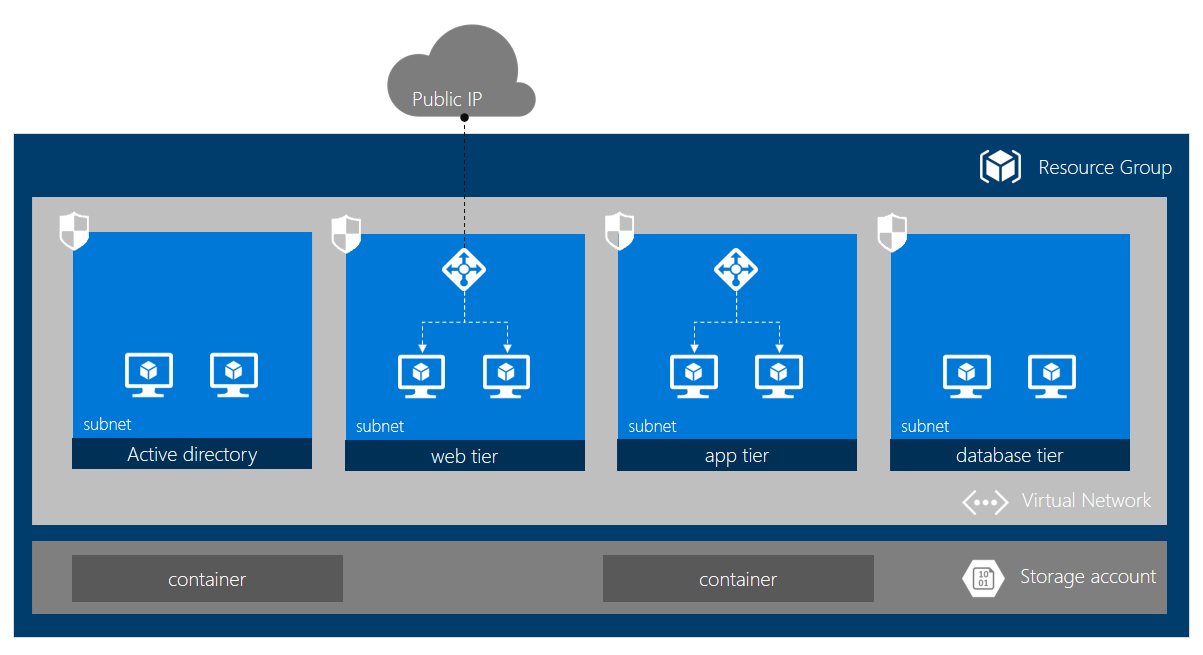 Public IP
Resource Group
subnet
Active directory
subnet
web tier
subnet
app tier
subnet
database tier
Virtual Network
container
container
10
01
Storage account